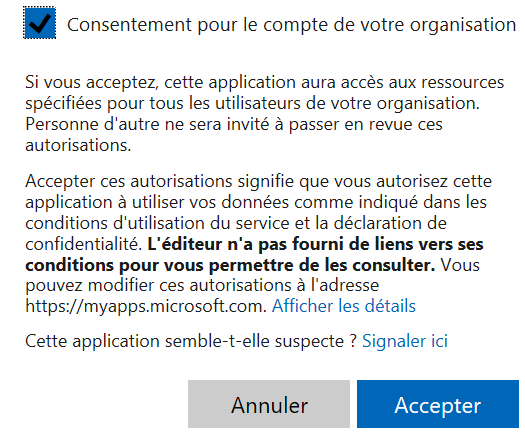 Consentement pour le compte de votre organisation
Si vous acceptez, cette application aura accès aux ressources
spécifiées pour tous les utilisateurs de votre organisation.
Personne d'autre ne sera invité à passer en revue ces
autorisations.
Accepter ces autorisations signifie que vous autorisez cette
application à utiliser vos données comme indiqué dans les
conditions d'utilisation du service et la déclaration de
confidentialité. L'éditeur n'a pas fourni de liens vers ses
conditions pour vous permettre de les consulter. Vous
pouvez modifier ces autorisations à l'adresse
https://myapps.microsoft.com. Afficher les détails
Cette application semble-t-elle suspecte ? Signaler ici
Annuler
Accepter